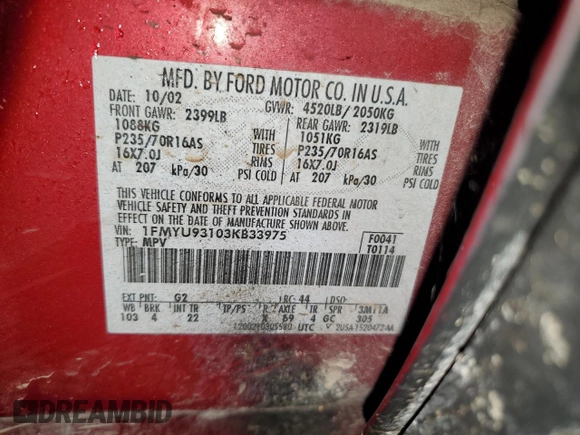 MFD. BY FORD MOTOR CO. IN U.S.A.
DATE: 10/02 GVWR: 4520LB/ 2050KG
FRONT GAWR: 2399LB REAR GAWR: 2319LB
1088KG WITH 1051KG WITH
P235/70R16AS TIRES P235/70R16AS TIRES
16X7.0J RIMS 16X7.0J RIMS
AT 207 kPa/30 PSI COLD AT 207 kPa/30 PSI COLD
THIS VEHICLE CONFORMS TO ALL APPLICABLE FEDERAL MOTOR
VEHICLE SAFETY AND THEFT PREVENTION STANDARDS IN
EFFECT ON THE DATE OF MANUFACTURE SHOWN ABOVE.
VIN: 1FMYU93103KB33975 F0041
TYPE: MPV T0114
EXT PNT: G2 RC: 44 DSO:
WB BRK INT TR TP/PS R AXLE TR SPR 3M11A
103 4 22 X 69 4 GC 305
UTC
DREAMBID